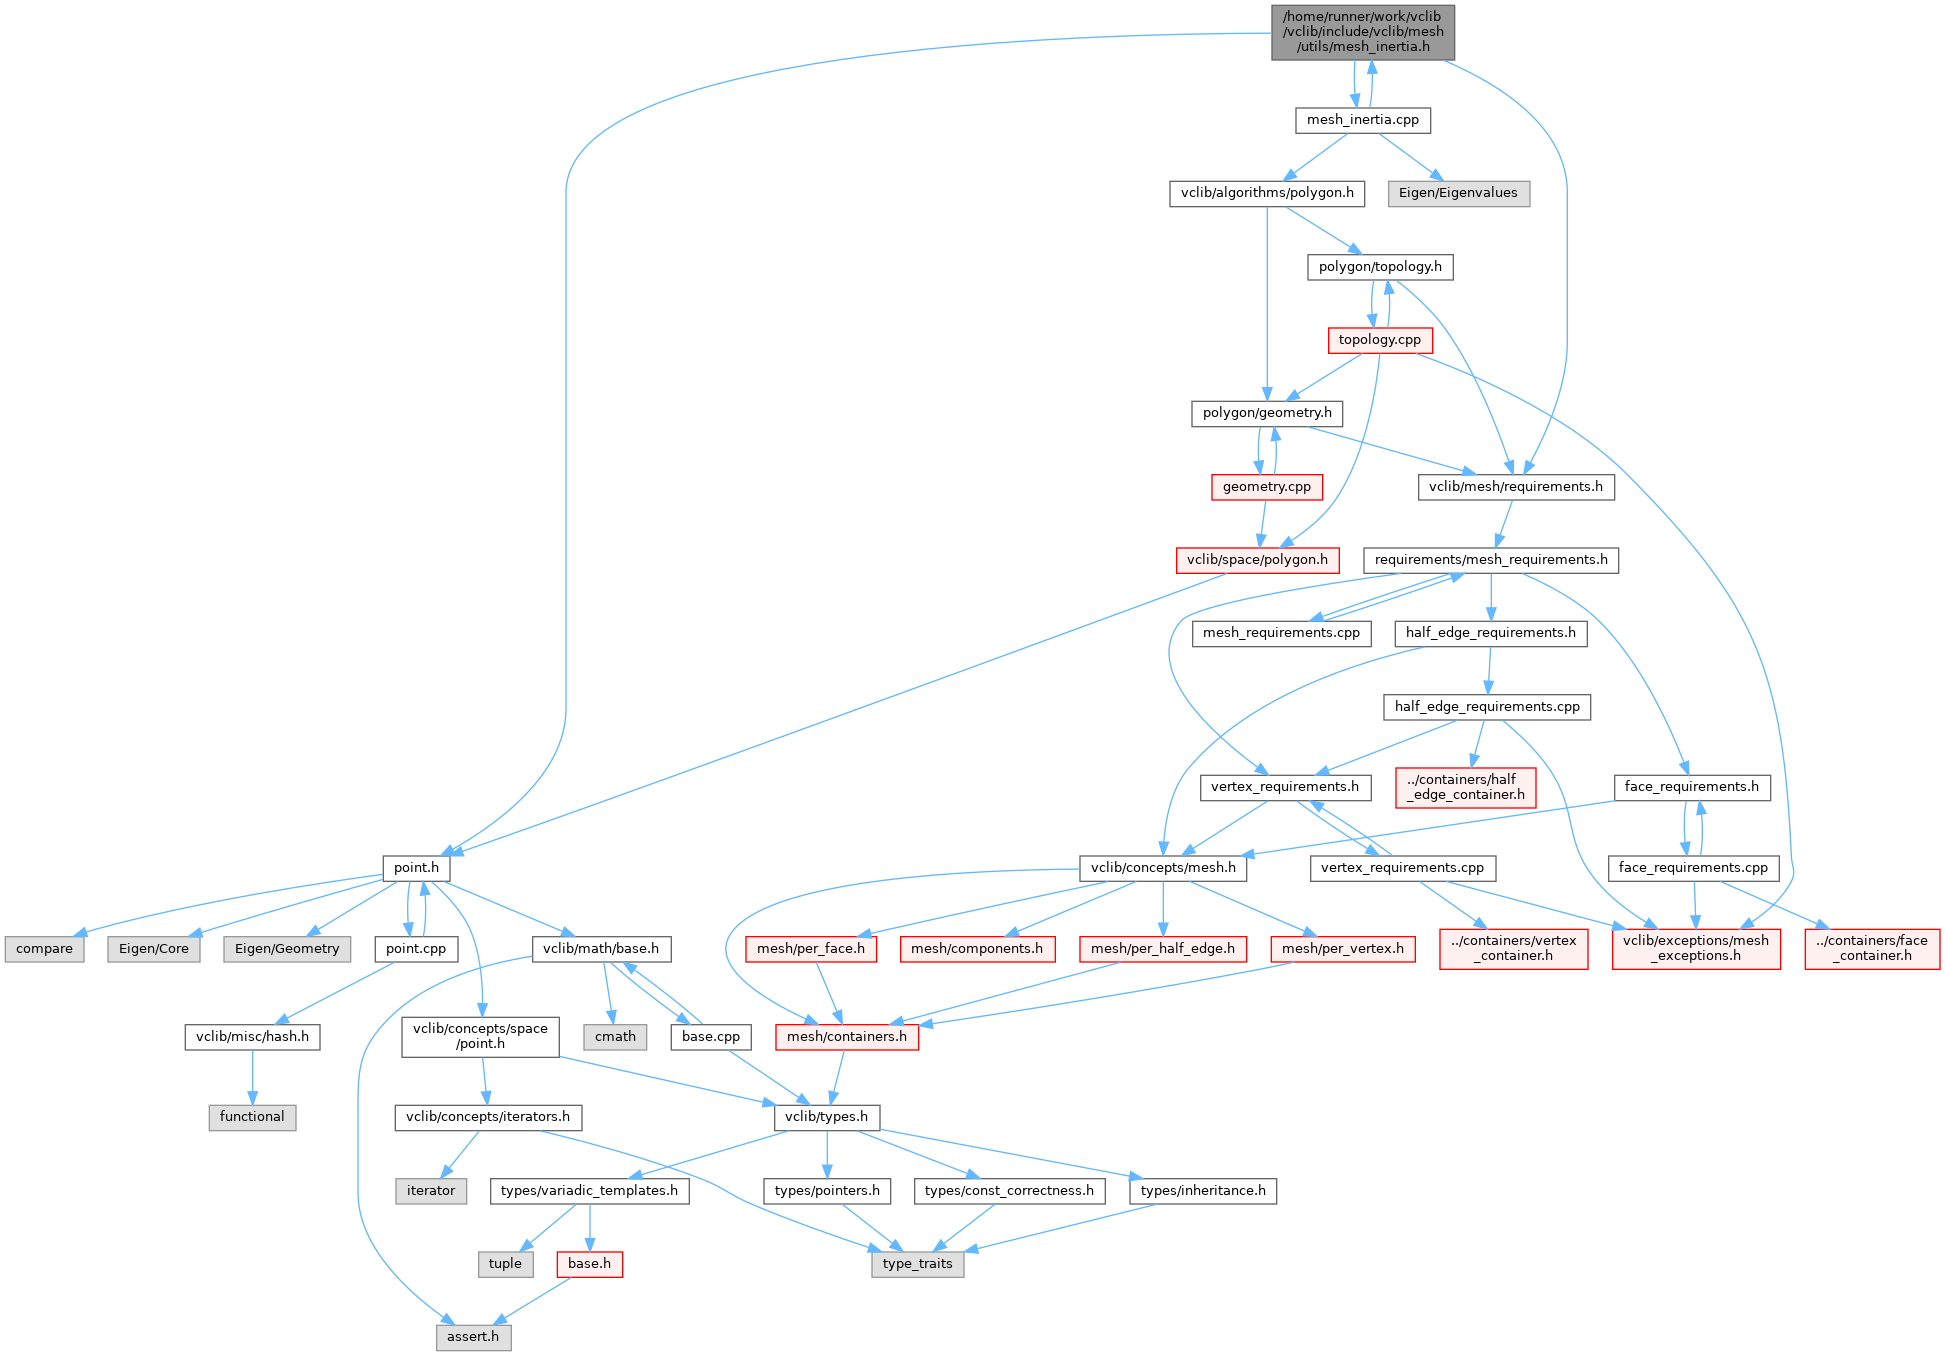 /home/runner/work/vclib
/vclib/include/vclib/mesh
/utils/mesh_inertia.h
mesh_inertia.cpp
vclib/algorithms/polygon.h
Eigen/Eigenvalues
polygon/topology.h
topology.cpp
polygon/geometry.h
geometry.cpp
vclib/mesh/requirements.h
vclib/space/polygon.h
requirements/mesh_requirements.h
mesh_requirements.cpp
half_edge_requirements.h
half_edge_requirements.cpp
vertex_requirements.h
../containers/half
_edge_container.h
face_requirements.h
point.h
vclib/concepts/mesh.h
vertex_requirements.cpp
face_requirements.cpp
compare
Eigen/Core
Eigen/Geometry
point.cpp
vclib/math/base.h
mesh/per_face.h
mesh/components.h
mesh/per_half_edge.h
mesh/per_vertex.h
../containers/vertex
_container.h
vclib/exceptions/mesh
_exceptions.h
../containers/face
_container.h
vclib/misc/hash.h
vclib/concepts/space
/point.h
cmath
base.cpp
mesh/containers.h
functional
vclib/concepts/iterators.h
vclib/types.h
iterator
types/variadic_templates.h
types/pointers.h
types/const_correctness.h
types/inheritance.h
tuple
base.h
type_traits
assert.h